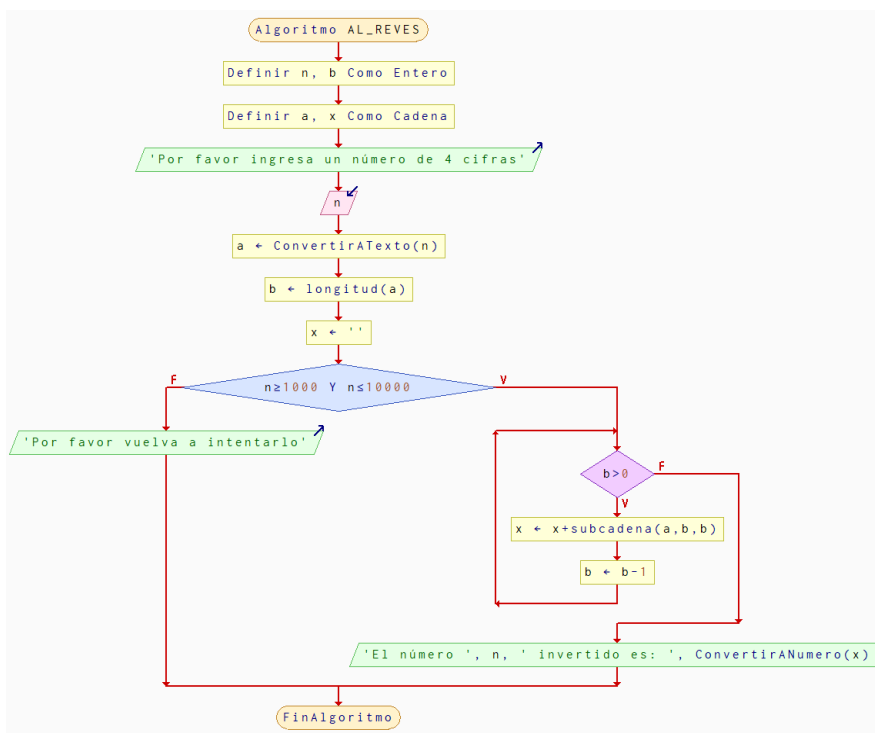 Algoritmo AL_REVES
Definir n, b Como Entero
Definir a, x Como Cadena
'Por favor ingresa un número de 4 cifras'
n
a ← ConvertirATexto(n)
b ← longitud(a)
x ← ''
F
n≥1000 Y n≤10000
V
'Por favor vuelva a intentarlo'
b>0
F
V
x ← x+subcadena(a,b,b)
b ← b-1
'El número ', n, ' invertido es: ', ConvertirANumero(x)
FinAlgoritmo